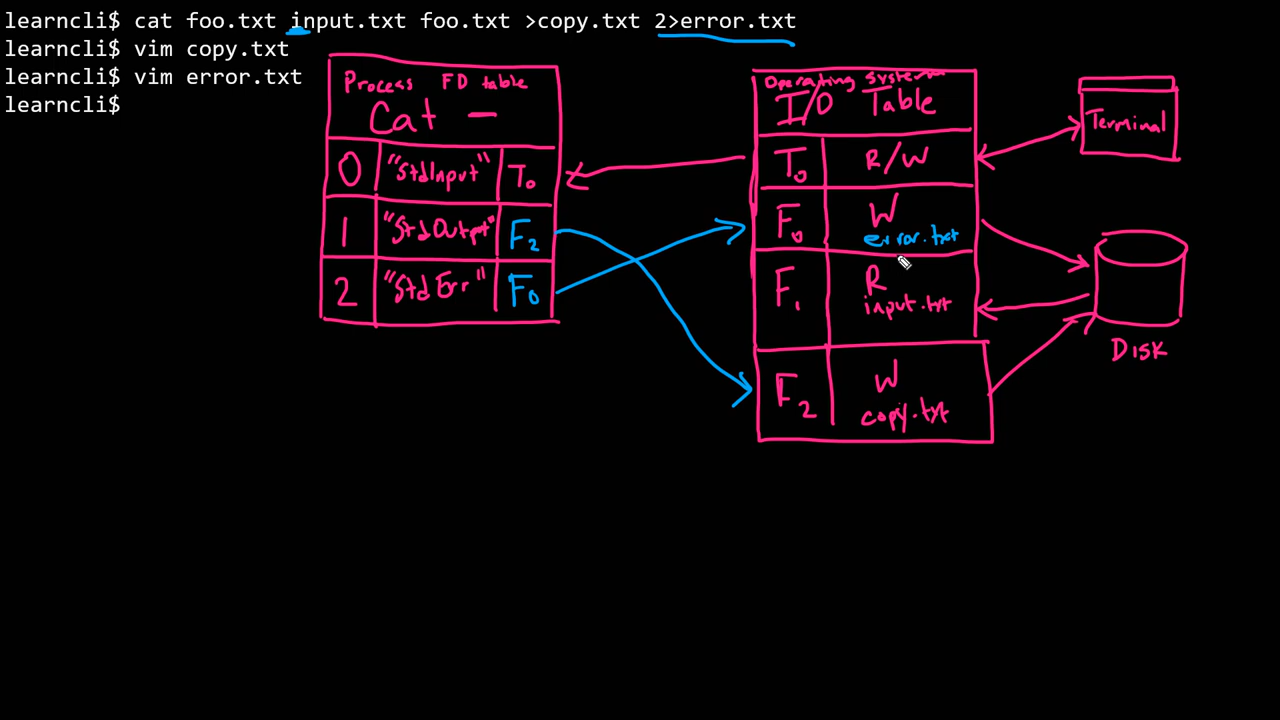 learncli$ cat foo.txt input.txt foo.txt >copy.txt 2>error.txt
learncli$ vim copy.txt
learncli$ vim error.txt
learncli$
Process FD table
Cat -
0 "StdInput" T0
1 "StdOutput" F2
2 "Std Err" F0
Operating System
I/O Table
T0 R/W
F0 W
error.txt
F1 R
input.txt
F2 W
copy.txt
Terminal
Disk